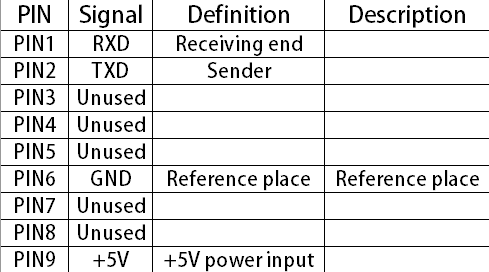 PIN Signal Definition Description
PIN1 RXD Receiving end
PIN2 TXD Sender
PIN3 Unused
PIN4 Unused
PIN5 Unused
PIN6 GND Reference place Reference place
PIN7 Unused
PIN8 Unused
PIN9 +5V +5V power input